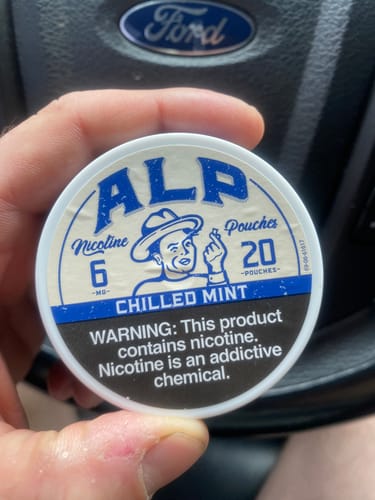 Ford
ALP
Nicotine Pouches
6 20
-MG- -POUCHES-
CHILLED MINT
WARNING: This product
contains nicotine.
Nicotine is an addictive
chemical.